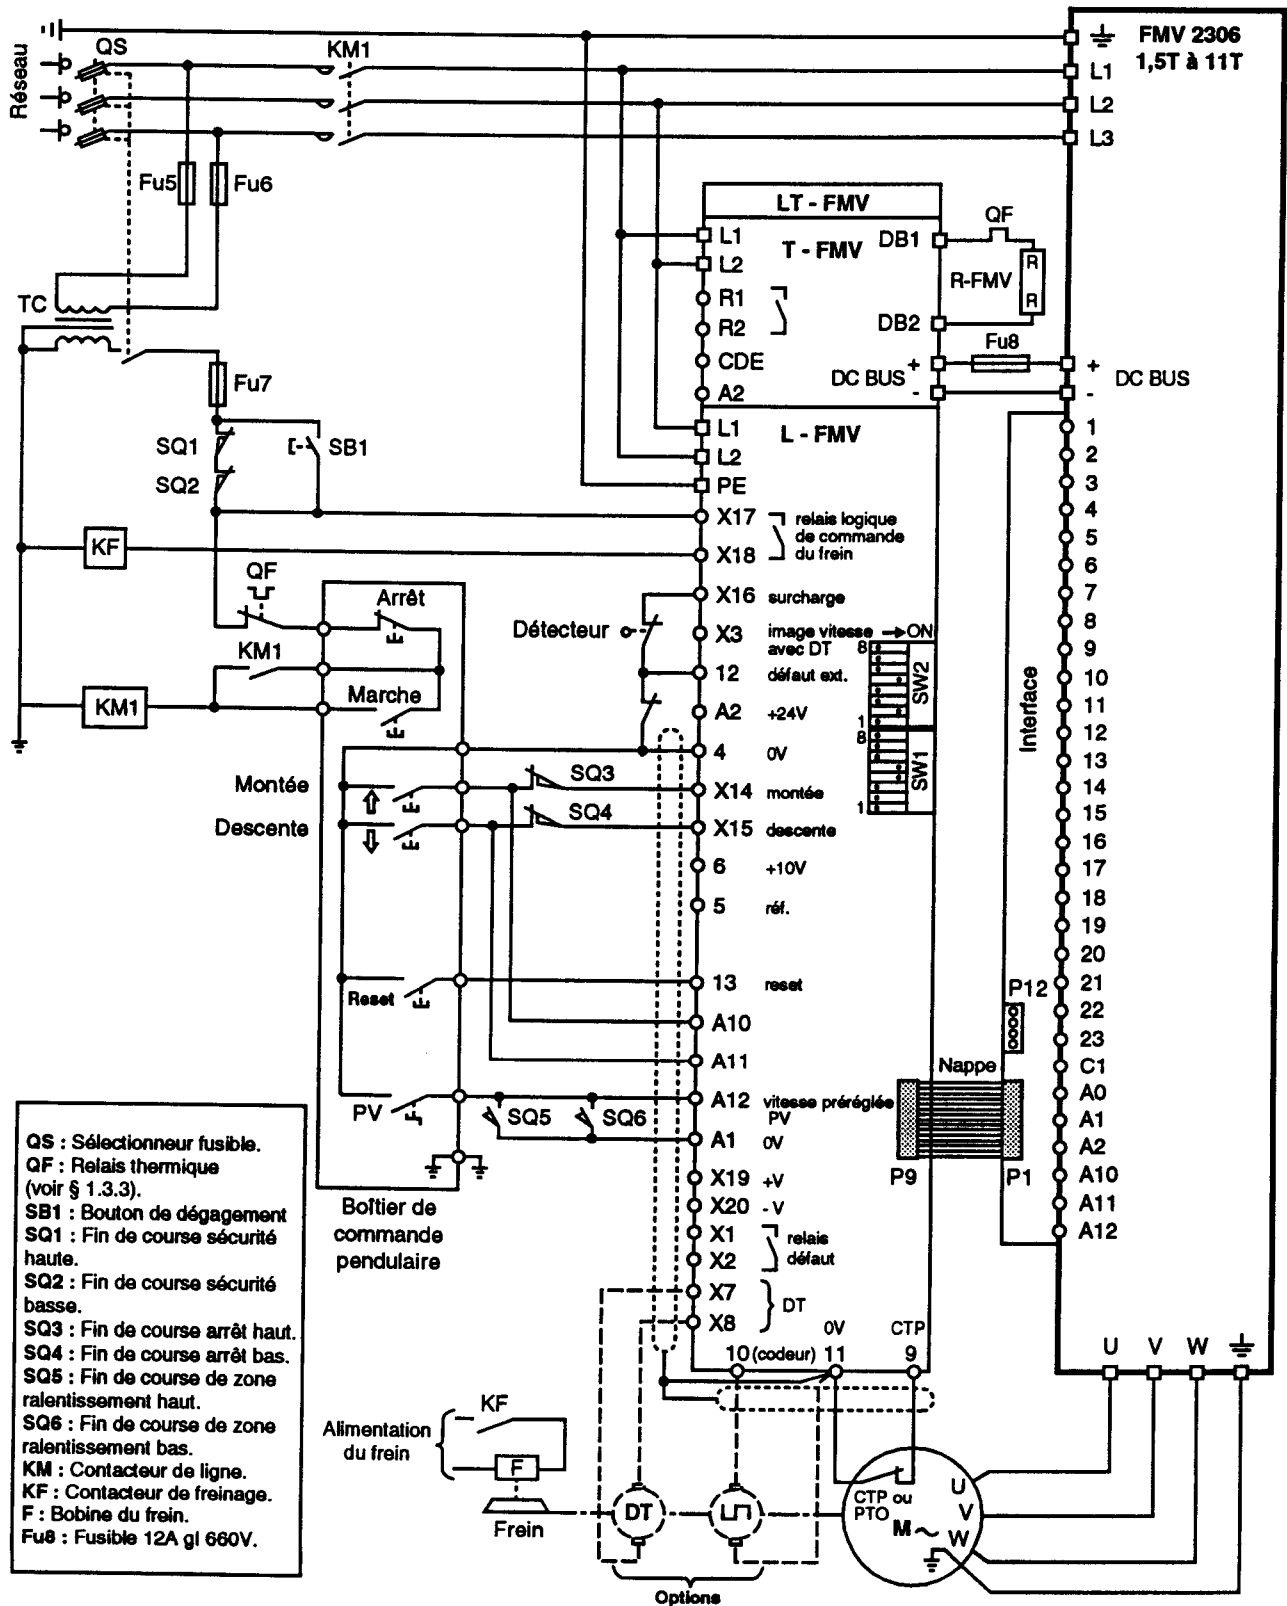 Réseau
QS
KM1
FMV 2306
1,5T à 11T
L1
L2
L3
Fu5
Fu6
TC
Fu7
LT - FMV
T - FMV
L1
L2
R1
R2
CDE
A2
DB1
DB2
QF
R-FMV
R
R
Fu8
+
DC BUS
-
+
DC BUS
-
SQ1
SQ2
SB1
L - FMV
L1
L2
PE
X17
relais logique
de commande
du frein
X18
KF
QF
Arrêt
KM1
Marche
KM1
Détecteur
X16 surcharge
X3 image vitesse
avec DT
ON
8
SW2
1
8
SW1
1
12 défaut ext.
A2 +24V
4 0V
Montée
SQ3
X14 montée
Descente
SQ4
X15 descente
6 +10V
5 réf.
Reset
13 reset
A10
A11
PV
SQ5
SQ6
A12 vitesse préréglée
PV
A1 0V
X19 +V
X20 - V
X1
relais
défaut
X2
X7
DT
X8
0V
CTP
10 (codeur)
11
9
Interface
1
2
3
4
5
6
7
8
9
10
11
12
13
14
15
16
17
18
19
20
21
22
23
C1
A0
A1
A2
A10
A11
A12
P12
Nappe
P9
P1
U
V
W
Boîtier de
commande
pendulaire
QS : Sélectionneur fusible.
QF : Relais thermique
(voir § 1.3.3).
SB1 : Bouton de dégagement
SQ1 : Fin de course sécurité
haute.
SQ2 : Fin de course sécurité
basse.
SQ3 : Fin de course arrêt haut.
SQ4 : Fin de course arrêt bas.
SQ5 : Fin de course de zone
ralentissement haut.
SQ6 : Fin de course de zone
ralentissement bas.
KM : Contacteur de ligne.
KF : Contacteur de freinage.
F : Bobine du frein.
Fu8 : Fusible 12A gI 660V.
Alimentation
du frein
KF
F
Frein
DT
Options
CTP ou
PTO
M ~
U
V
W